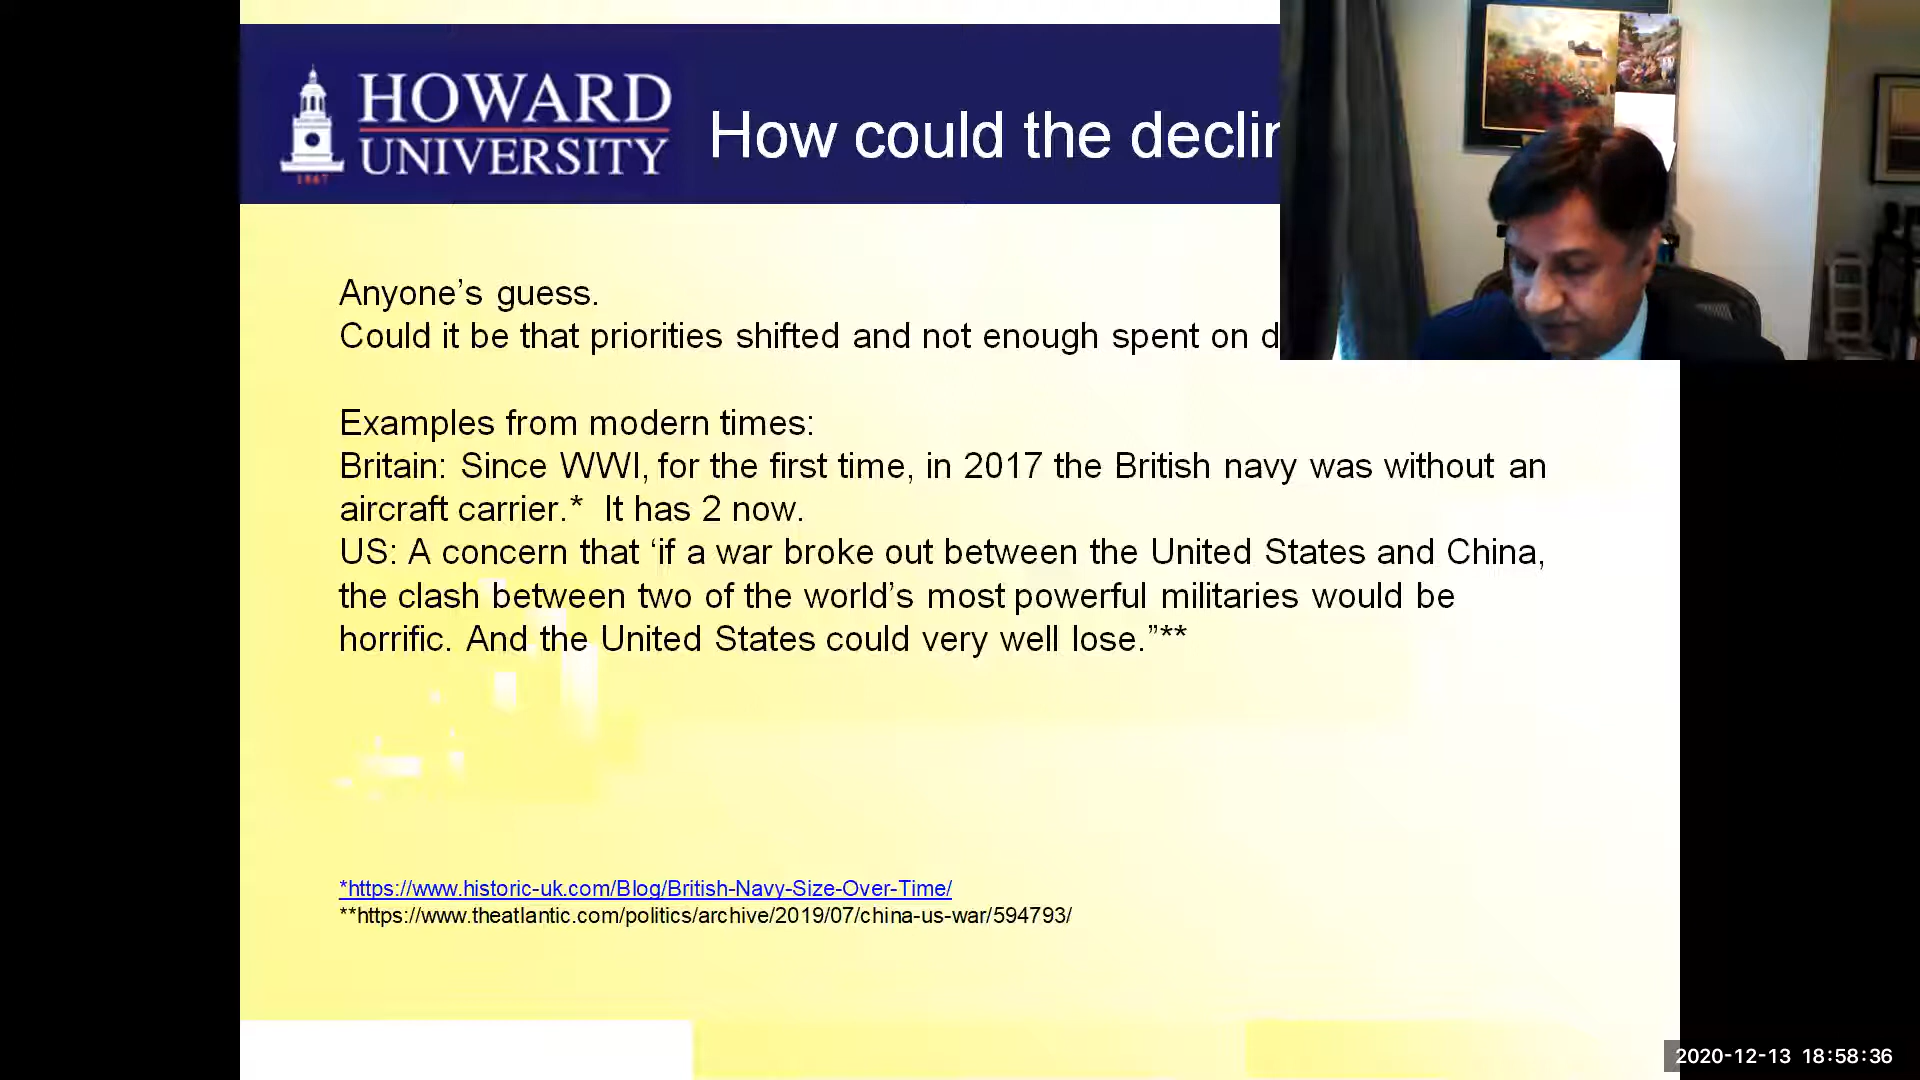 HOWARD
UNIVERSITY
1867
How could the declin
Anyone’s guess.
Could it be that priorities shifted and not enough spent on d
Examples from modern times:
Britain: Since WWI, for the first time, in 2017 the British navy was without an
aircraft carrier.* It has 2 now.
US: A concern that ‘if a war broke out between the United States and China,
the clash between two of the world’s most powerful militaries would be
horrific. And the United States could very well lose.”**
*https://www.historic-uk.com/Blog/British-Navy-Size-Over-Time/
**https://www.theatlantic.com/politics/archive/2019/07/china-us-war/594793/
2020-12-13 18:58:36